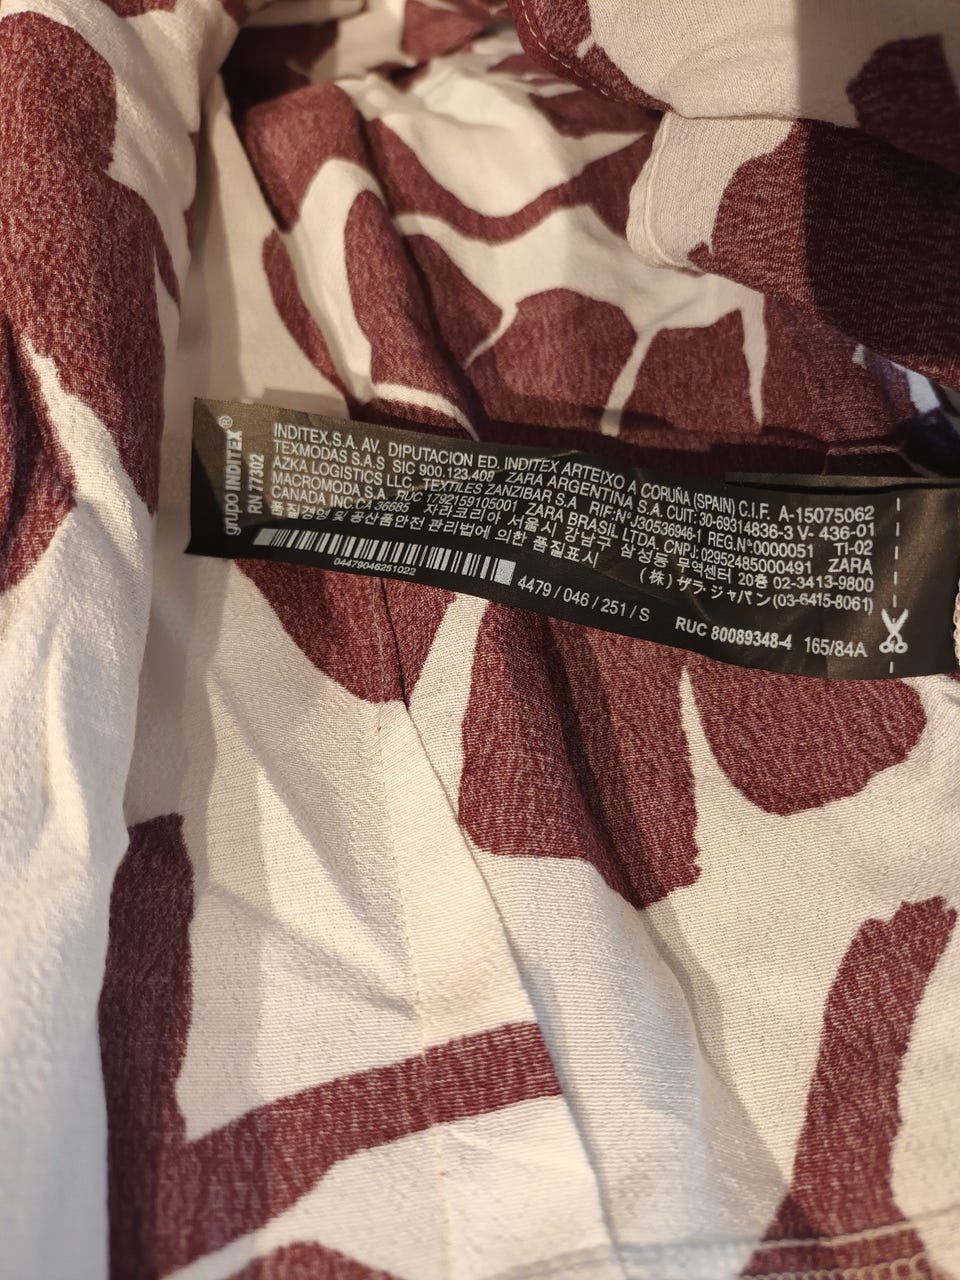 grupo INDITEX®
RN 77302
INDITEX.S.A. AV. DIPUTACION ED. INDITEX ARTEIXO A CORUÑA (SPAIN) C.I.F. A-15075062
TEXMODAS S.A.S SIC 900.123.408 ZARA ARGENTINA S.A. CUIT: 30-69314836-3 V- 436-01
AZKA LOGISTICS LLC TEXTILES ZANZIBAR S.A RIF:Nº J30536946-1 REG.Nº:0000051 TI-02
MACROMODA S.A. RUC 1792159105001 ZARA BRASIL LTDA. CNPJ: 02952485000491 ZARA
CANADA INC.CA 36685 자라코리아 서울시 강남구 삼성동 무역센터 20층 02-3413-9800
품질경영 및 공산품안전 관리법에 의한 품질표시 (株) ザラ・ジャパン (03-6415-8061)
04479046251022
4479 / 046 / 251 / S RUC 80089348-4 165/84A